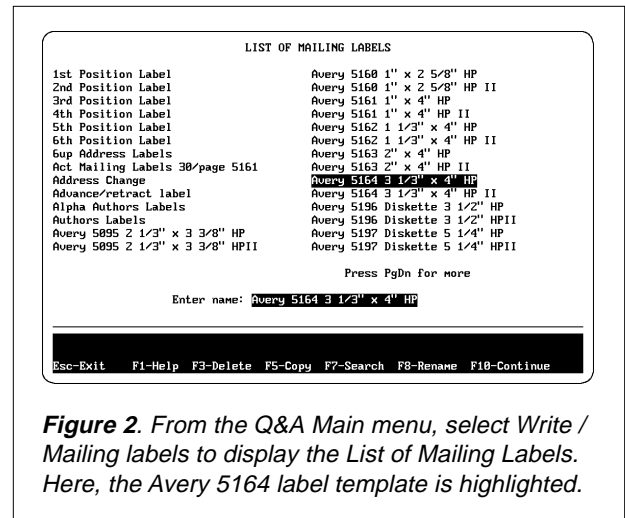 LIST OF MAILING LABELS
1st Position Label Avery 5160 1" x 2 5/8" HP
2nd Position Label Avery 5160 1" x 2 5/8" HP II
3rd Position Label Avery 5161 1" x 4" HP
4th Position Label Avery 5161 1" x 4" HP II
5th Position Label Avery 5162 1 1/3" x 4" HP
6th Position Label Avery 5162 1 1/3" x 4" HP II
6up Address Labels Avery 5163 2" x 4" HP
Act Mailing Labels 30/page 5161 Avery 5163 2" x 4" HP II
Address Change Avery 5164 3 1/3" x 4" HP
Advance/retract label Avery 5164 3 1/3" x 4" HP II
Alpha Authors Labels Avery 5196 Diskette 3 1/2" HP
Authors Labels Avery 5196 Diskette 3 1/2" HPII
Avery 5095 2 1/3" x 3 3/8" HP Avery 5197 Diskette 5 1/4" HP
Avery 5095 2 1/3" x 3 3/8" HPII Avery 5197 Diskette 5 1/4" HPII
Press PgDn for more
Enter name: Avery 5164 3 1/3" x 4" HP
Esc-Exit F1-Help F3-Delete F5-Copy F7-Search F8-Rename F10-Continue
Figure 2. From the Q&A Main menu, select Write /
Mailing labels to display the List of Mailing Labels.
Here, the Avery 5164 label template is highlighted.